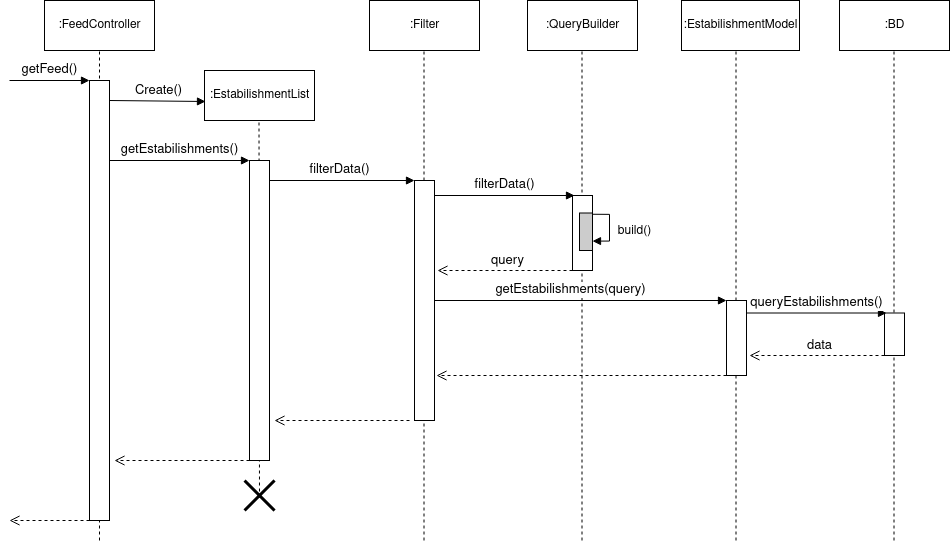 :FeedController
:Filter
:QueryBuilder
:EstabilishmentModel
:BD
getFeed()
Create()
:EstabilishmentList
getEstabilishments()
filterData()
filterData()
build()
query
getEstabilishments(query)
queryEstabilishments()
data